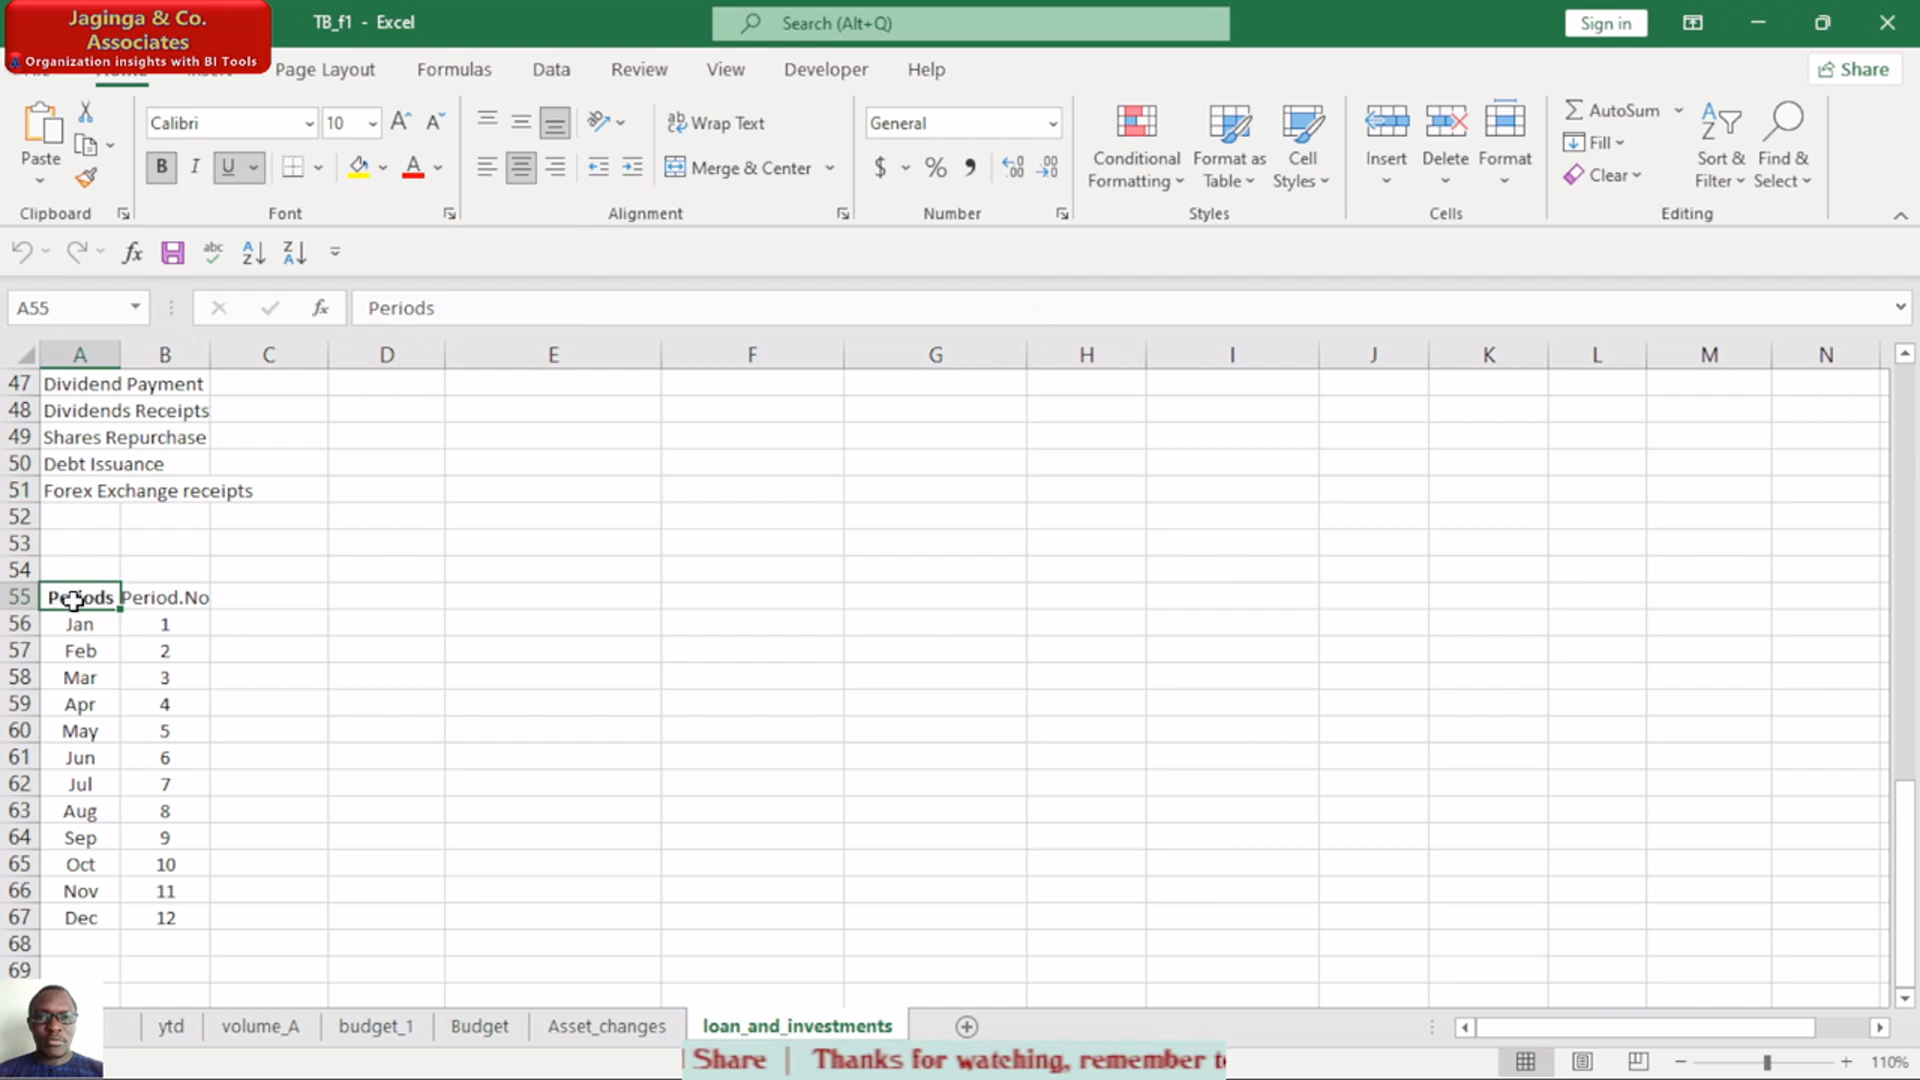 Jaginga & Co.
Associates
Organization insights with BI Tools
TB_f1 - Excel
Search (Alt+Q)
Sign in
Page Layout
Formulas
Data
Review
View
Developer
Help
Share
Paste
Clipboard
Calibri
10
B
I
U
Font
Wrap Text
Merge & Center
Alignment
General
$
%
Number
Conditional
Formatting
Format as
Table
Cell
Styles
Styles
Insert
Delete
Format
Cells
AutoSum
Fill
Clear
Sort &
Filter
Find &
Select
Editing
A55
fx
Periods
A B C D E F G H I J K L M N
47 Dividend Payment
48 Dividends Receipts
49 Shares Repurchase
50 Debt Issuance
51 Forex Exchange receipts
52
53
54
55 Periods Period.No
56 Jan 1
57 Feb 2
58 Mar 3
59 Apr 4
60 May 5
61 Jun 6
62 Jul 7
63 Aug 8
64 Sep 9
65 Oct 10
66 Nov 11
67 Dec 12
68
69
ytd
volume_A
budget_1
Budget
Asset_changes
loan_and_investments
Share | Thanks for watching, remember
110%